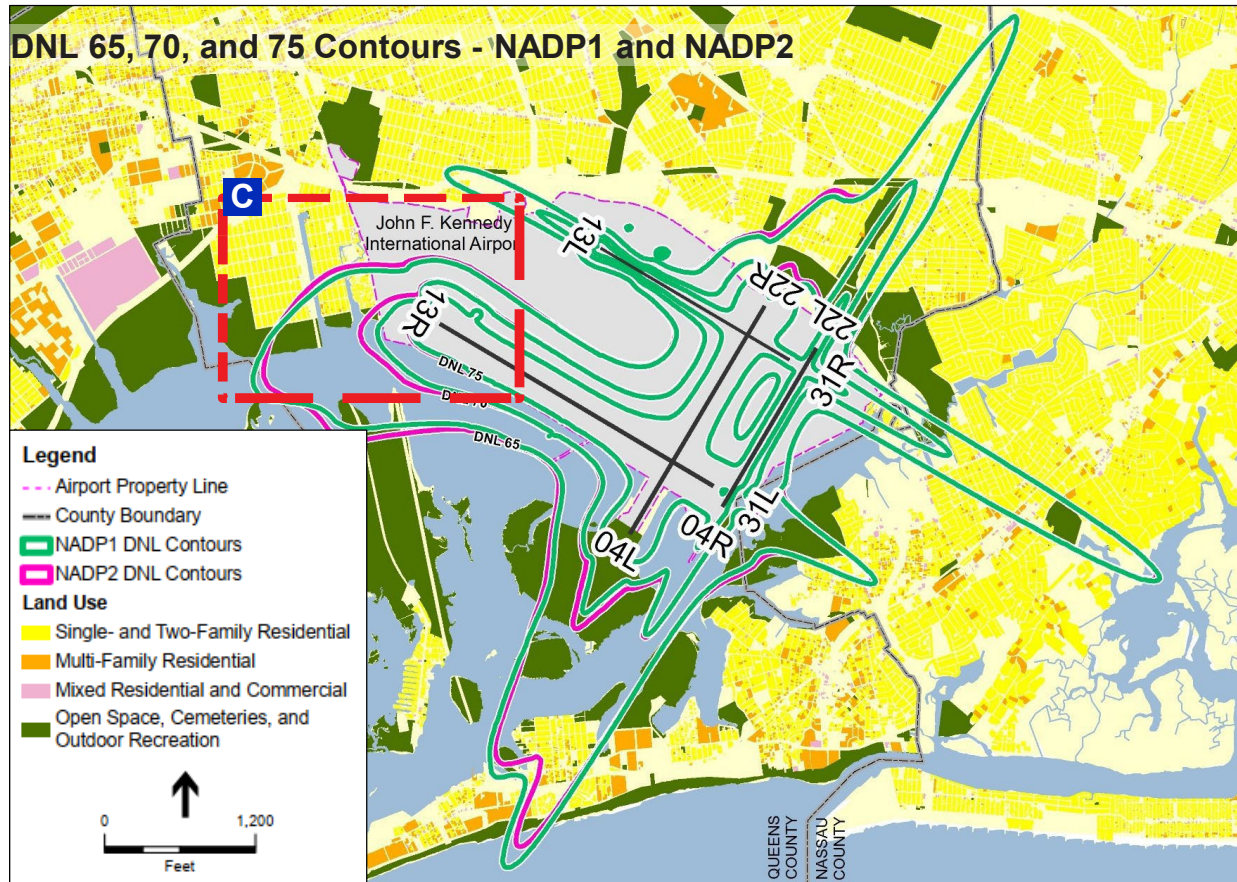 DNL 65, 70, and 75 Contours - NADP1 and NADP2
C
John F. Kennedy
International Airport
13L
22R
13R
22L
31R
DNL 75
DNL 70
DNL 65
31L
04R
04L
Legend
Airport Property Line
County Boundary
NADP1 DNL Contours
NADP2 DNL Contours
Land Use
Single- and Two-Family Residential
Multi-Family Residential
Mixed Residential and Commercial
Open Space, Cemeteries, and
Outdoor Recreation
0 1,200
Feet
QUEENS
COUNTY
NASSAU
COUNTY